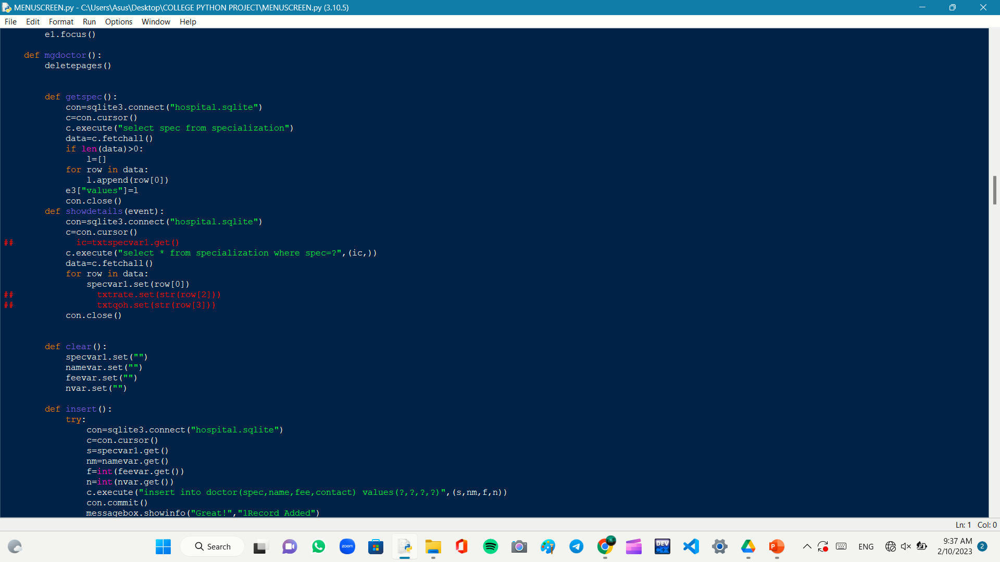 MENUSCREEN.py - C:\Users\Asus\Desktop\COLLEGE PYTHON PROJECT\MENUSCREEN.py (3.10.5)
File Edit Format Run Options Window Help
        e1.focus()
    def mgdoctor():
        deletepages()
        def getspec():
            con=sqlite3.connect("hospital.sqlite")
            c=con.cursor()
            c.execute("select spec from specialization")
            data=c.fetchall()
            if len(data)>0:
                l=[]
            for row in data:
                l.append(row[0])
            e3["values"]=l
            con.close()
        def showdetails(event):
            con=sqlite3.connect("hospital.sqlite")
            c=con.cursor()
##            ic=txtspecvar1.get()
            c.execute("select * from specialization where spec=?",(ic,))
            data=c.fetchall()
            for row in data:
                specvar1.set(row[0])
##                txtrate.set(str(row[2]))
##                txtqoh.set(str(row[3]))
            con.close()
        def clear():
            specvar1.set("")
            namevar.set("")
            feevar.set("")
            nvar.set("")
        def insert():
            try:
                con=sqlite3.connect("hospital.sqlite")
                c=con.cursor()
                s=specvar1.get()
                nm=namevar.get()
                f=int(feevar.get())
                n=int(nvar.get())
                c.execute("insert into doctor(spec,name,fee,contact) values(?,?,?,?)",(s,nm,f,n))
                con.commit()
                messagebox.showinfo("Great!","1Record Added")
Ln: 1 Col: 0
Search
zoom
DEV
C++
P
ENG
9:37 AM
2/10/2023
2